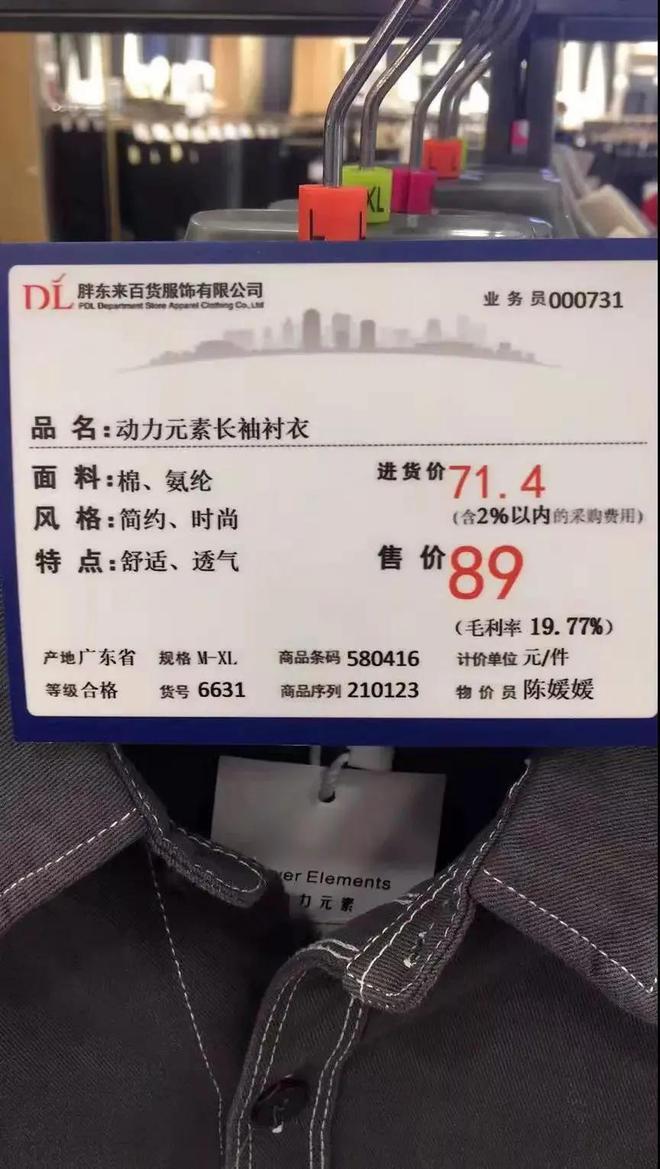 L
XL
L
DL 胖东来百货服饰有限公司
PDL Department Store Apparel Clothing Co.,Ltd
业务员000731
品 名:动力元素长袖衬衣
面 料:棉、氨纶
进货价71.4
风 格:简约、时尚
(含2%以内的采购费用)
特 点:舒适、透气
售 价89
(毛利率 19.77%)
产地广东省 规格 M-XL 商品条码 580416 计价单位 元/件
等级合格 货号 6631 商品序列 210123 物价员 陈媛媛
Elements
力元素